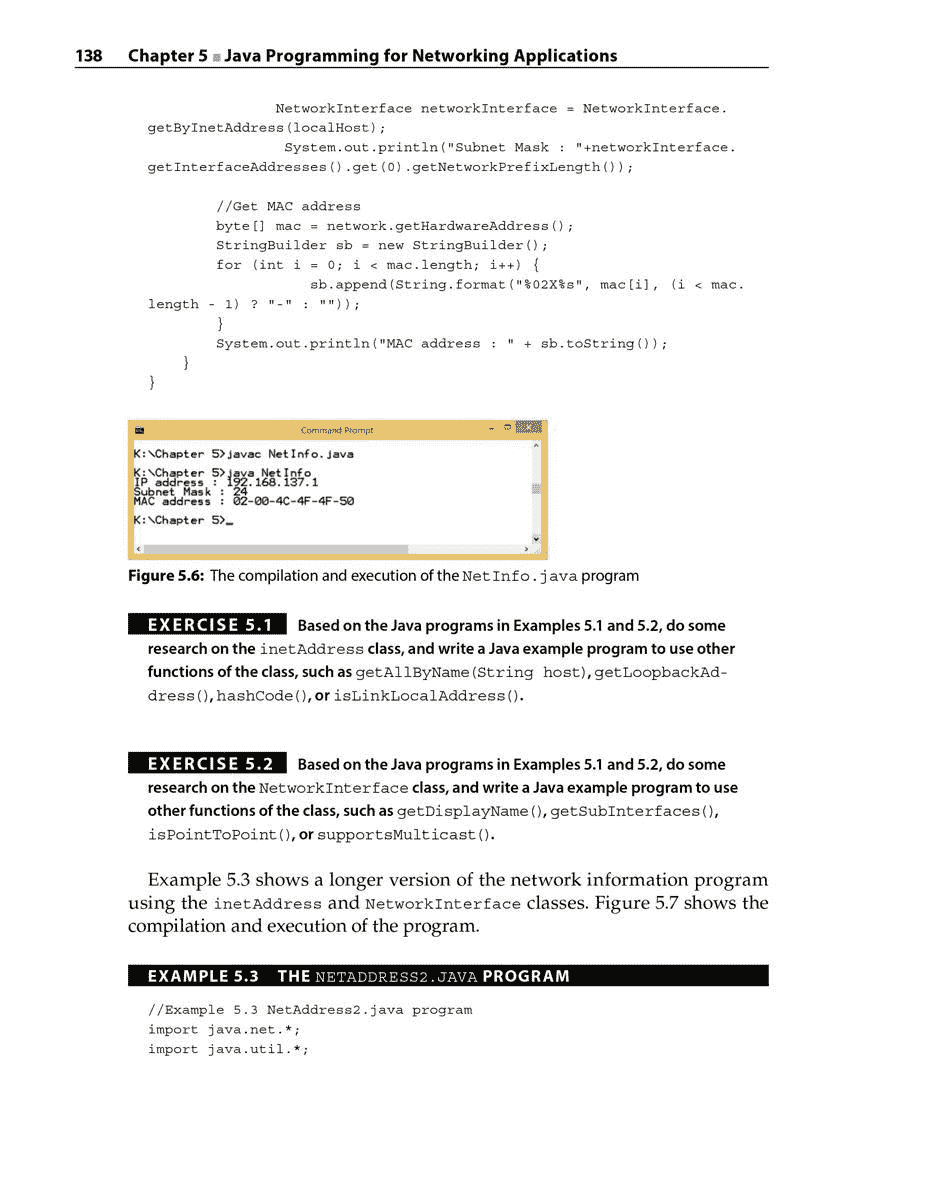 138 Chapter 5 ■ Java Programming for Networking Applications
NetworkInterface networkInterface = NetworkInterface.
getByInetAddress(localHost);
System.out.println("Subnet Mask : "+networkInterface.
getInterfaceAddresses().get(0).getNetworkPrefixLength());
//Get MAC address
byte[] mac = network.getHardwareAddress();
StringBuilder sb = new StringBuilder();
for (int i = 0; i < mac.length; i++) {
sb.append(String.format("%02X%s", mac[i], (i < mac.
length - 1) ? "-" : ""));
}
System.out.println("MAC address : " + sb.toString());
}
}
Command Prompt
K:\Chapter 5>javac NetInfo.java
K:\Chapter 5>java NetInfo
IP address : 192.168.137.1
Subnet Mask : 24
MAC address : 02-00-4C-4F-4F-50
K:\Chapter 5>_
Figure 5.6: The compilation and execution of the NetInfo.java program
EXERCISE 5.1 Based on the Java programs in Examples 5.1 and 5.2, do some
research on the inetAddress class, and write a Java example program to use other
functions of the class, such as getAllByName(String host), getLoopbackAd-
dress(), hashCode(), or isLinkLocalAddress().
EXERCISE 5.2 Based on the Java programs in Examples 5.1 and 5.2, do some
research on the NetworkInterface class, and write a Java example program to use
other functions of the class, such as getDisplayName(), getSubInterfaces(),
isPointToPoint(), or supportsMulticast().
Example 5.3 shows a longer version of the network information program
using the inetAddress and NetworkInterface classes. Figure 5.7 shows the
compilation and execution of the program.
EXAMPLE 5.3 THE NETADDRESS2.JAVA PROGRAM
//Example 5.3 NetAddress2.java program
import java.net.*;
import java.util.*;